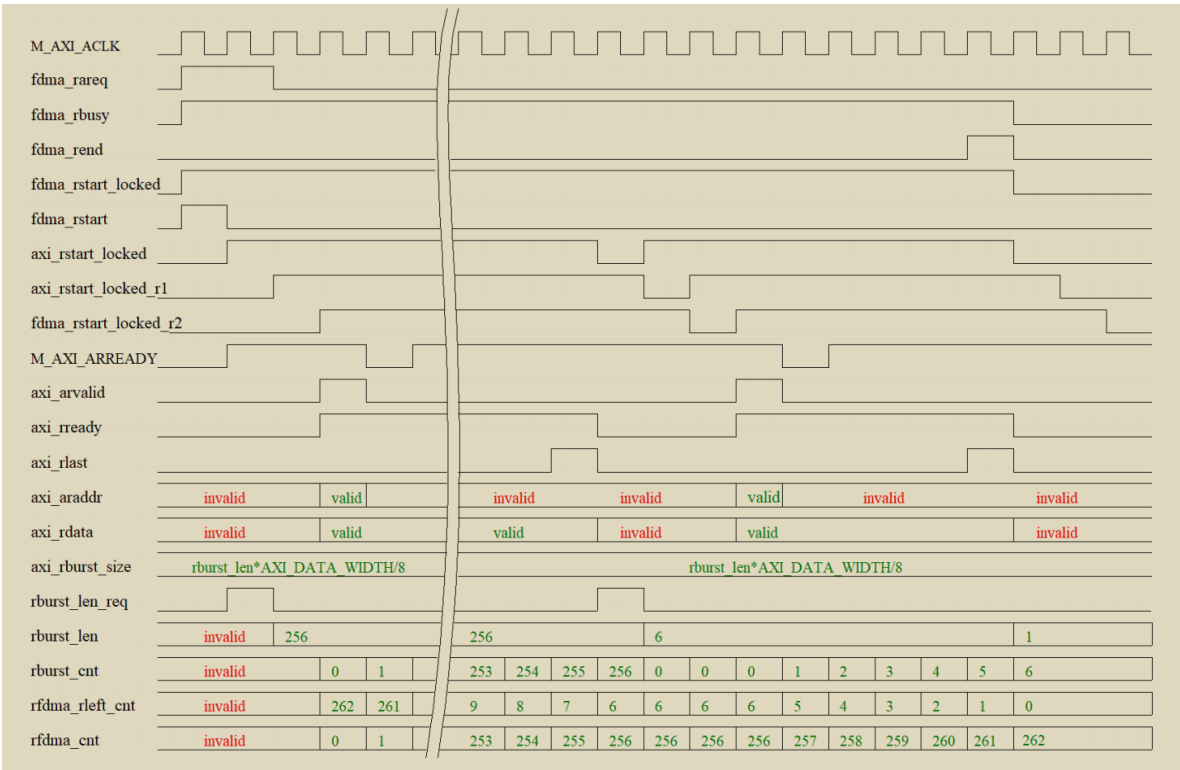 M_AXI_ACLK
fdma_rareq
fdma_rbusy
fdma_rend
fdma_rstart_locked
fdma_rstart
axi_rstart_locked
axi_rstart_locked_r1
fdma_rstart_locked_r2
M_AXI_ARREADY
axi_arvalid
axi_rready
axi_rlast
axi_araddr invalid valid invalid invalid valid invalid invalid
axi_rdata invalid valid valid invalid valid invalid
axi_rburst_size rburst_len*AXI_DATA_WIDTH/8 rburst_len*AXI_DATA_WIDTH/8
rburst_len_req
rburst_len invalid 256 256 6 1
rburst_cnt invalid 0 1 253 254 255 256 0 0 0 1 2 3 4 5 6
rfdma_rleft_cnt invalid 262 261 9 8 7 6 6 6 6 5 4 3 2 1 0
rfdma_cnt invalid 0 1 253 254 255 256 256 256 256 257 258 259 260 261 262